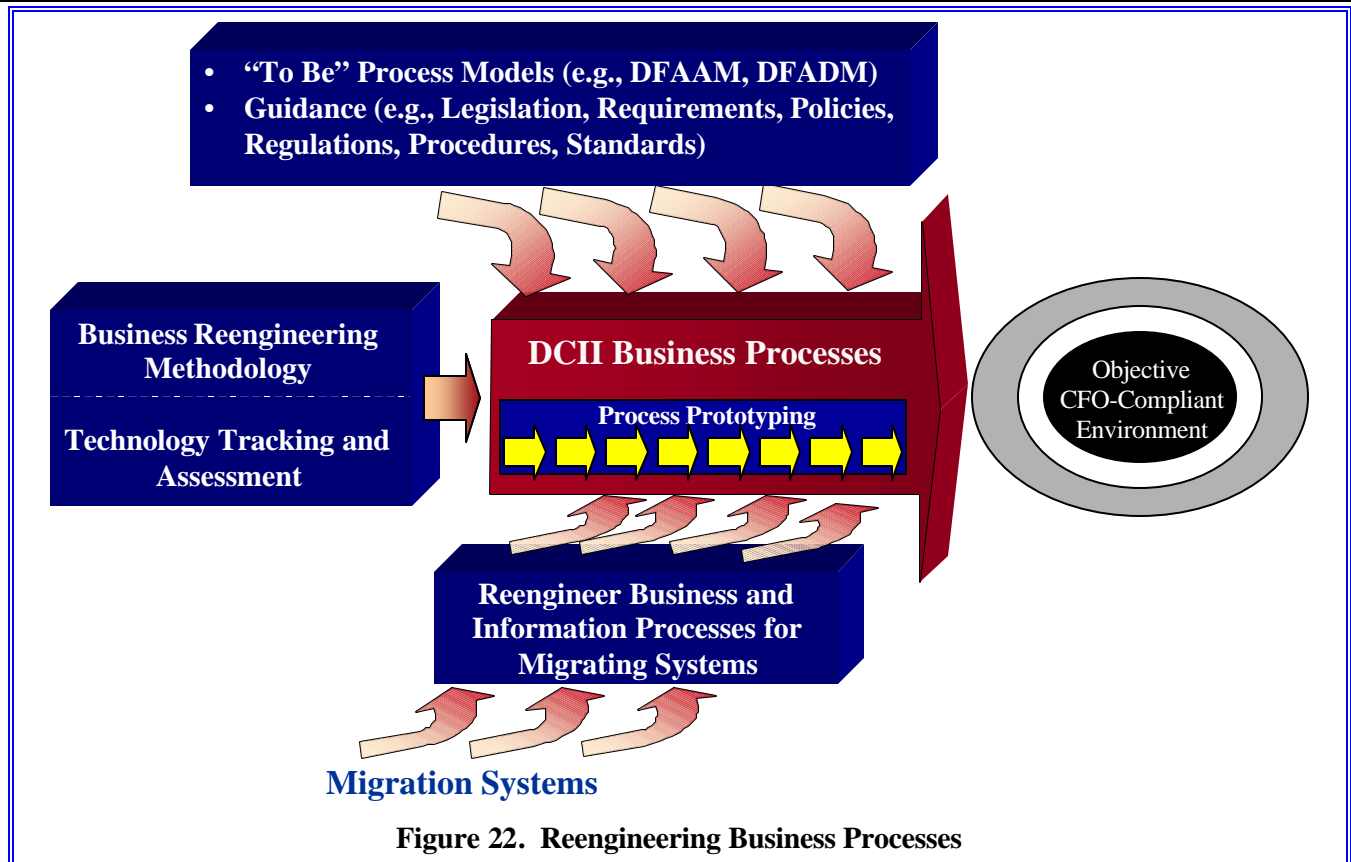 • “To Be” Process Models (e.g., DFAAM, DFADM)
• Guidance (e.g., Legislation, Requirements, Policies,
Regulations, Procedures, Standards)
Business Reengineering
Methodology
Technology Tracking and
Assessment
DCII Business Processes
Process Prototyping
Objective
CFO-Compliant
Environment
Reengineer Business and
Information Processes for
Migrating Systems
Migration Systems
Figure 22. Reengineering Business Processes